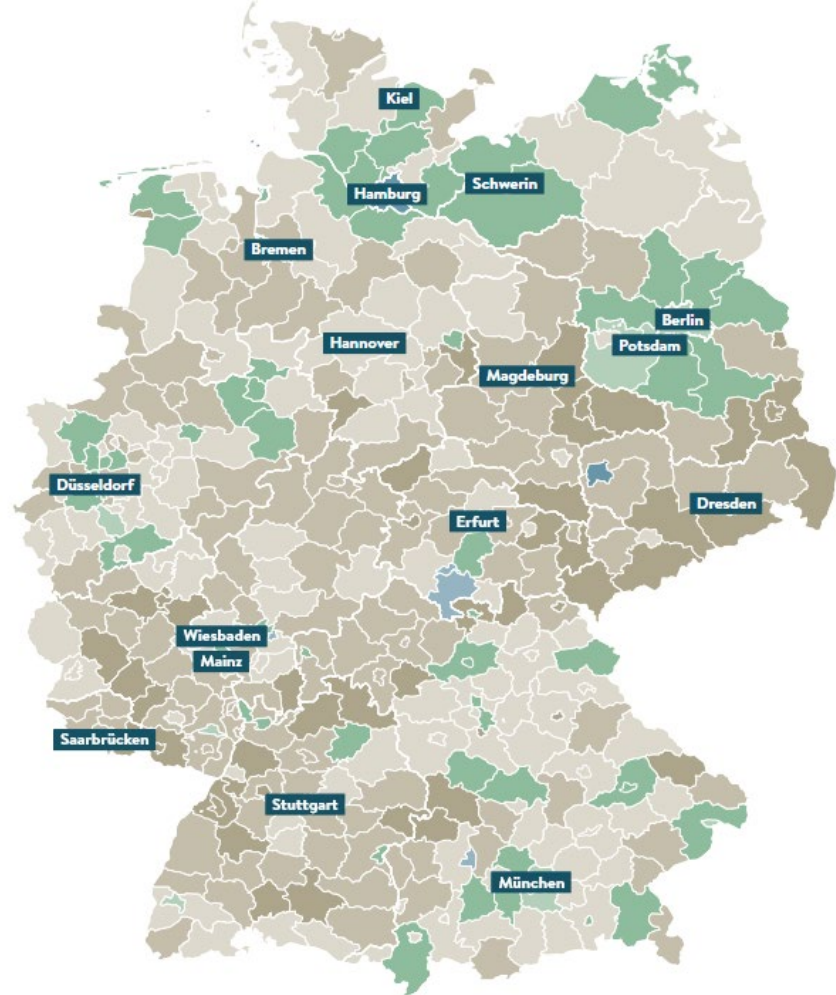 Kiel
Schwerin
Hamburg
Bremen
Berlin
Hannover
Potsdam
Magdeburg
Düsseldorf
Dresden
Erfurt
Wiesbaden
Mainz
Saarbrücken
Stuttgart
München